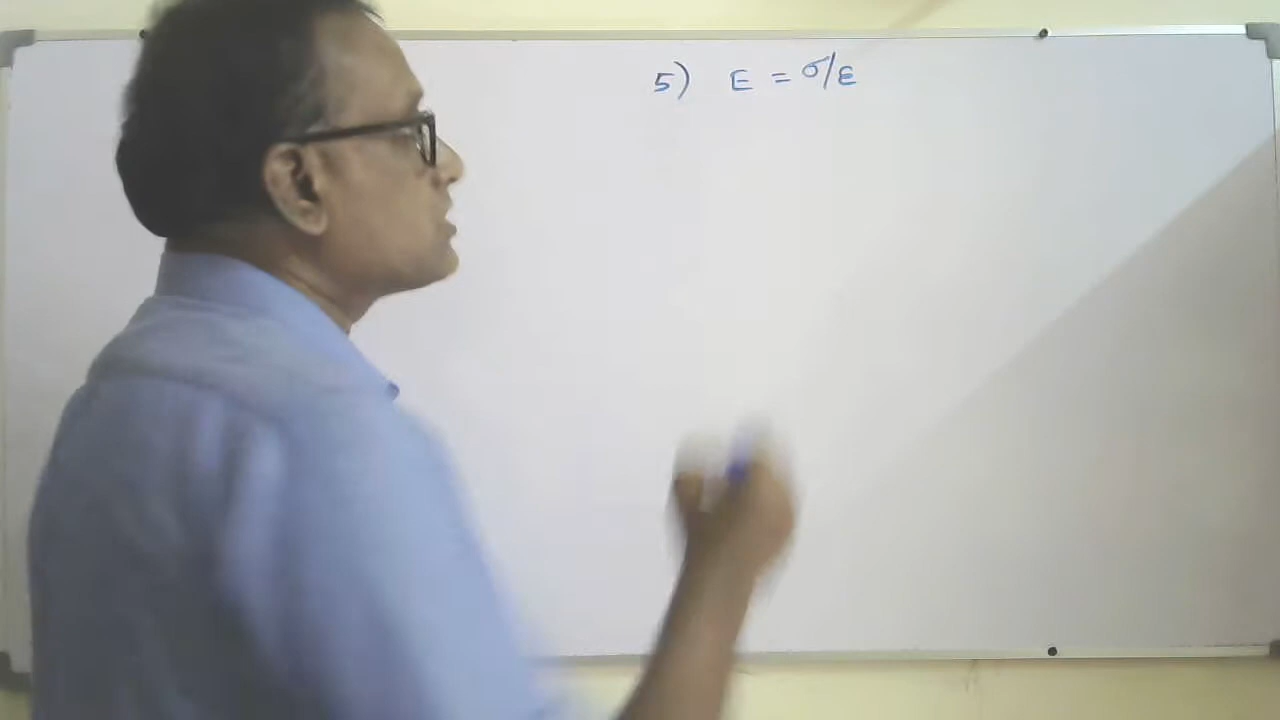 5) E = σ/ε